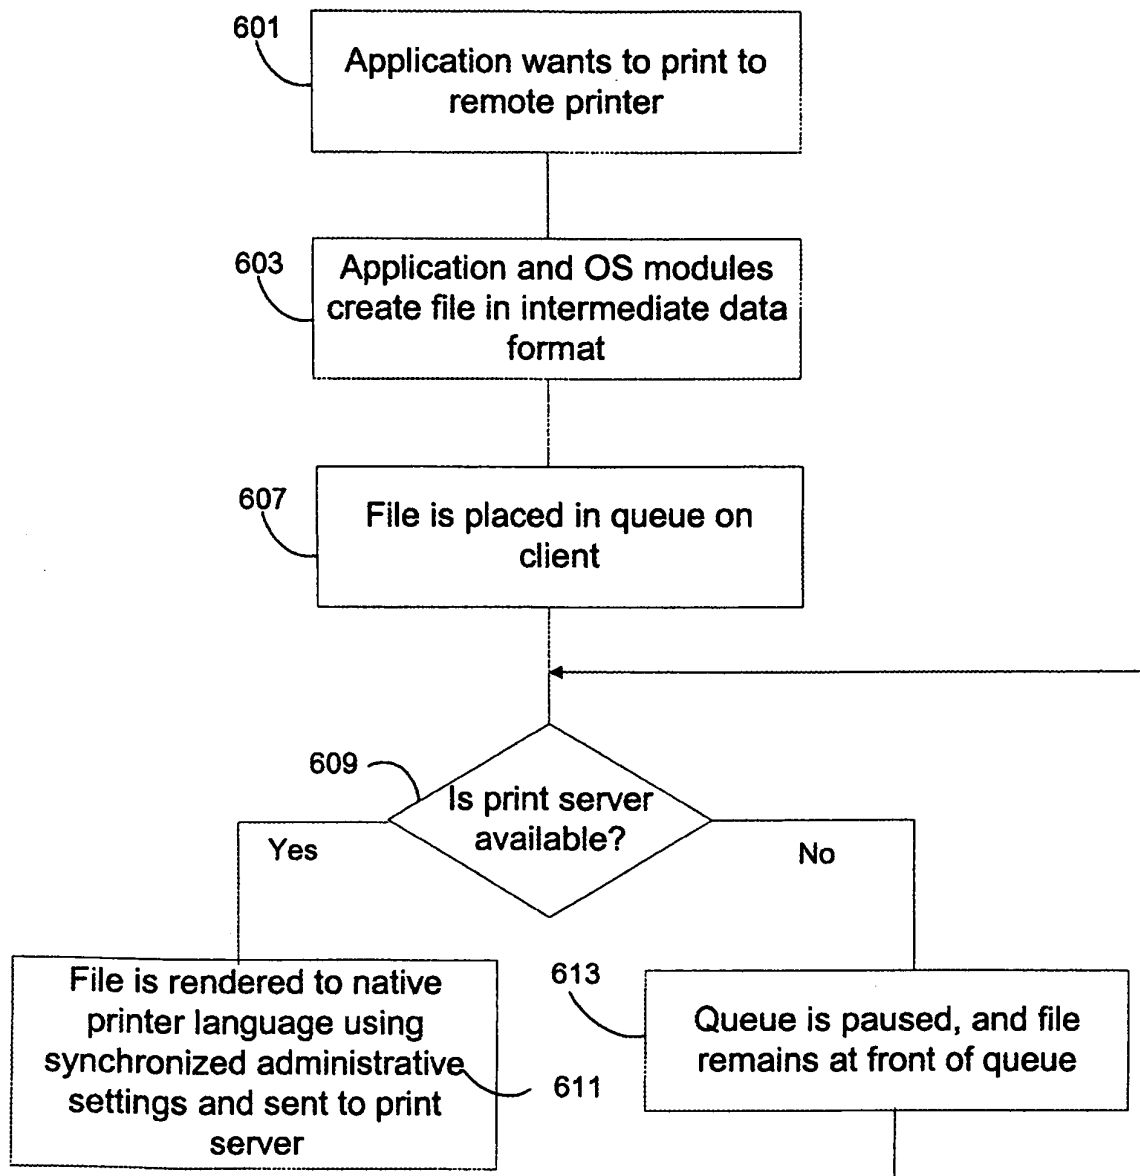 601
Application wants to print to
remote printer
603
Application and OS modules
create file in intermediate data
format
607
File is placed in queue on
client
609
Is print server
available?
Yes
No
File is rendered to native
printer language using
synchronized administrative
settings and sent to print
server
611
613
Queue is paused, and file
remains at front of queue